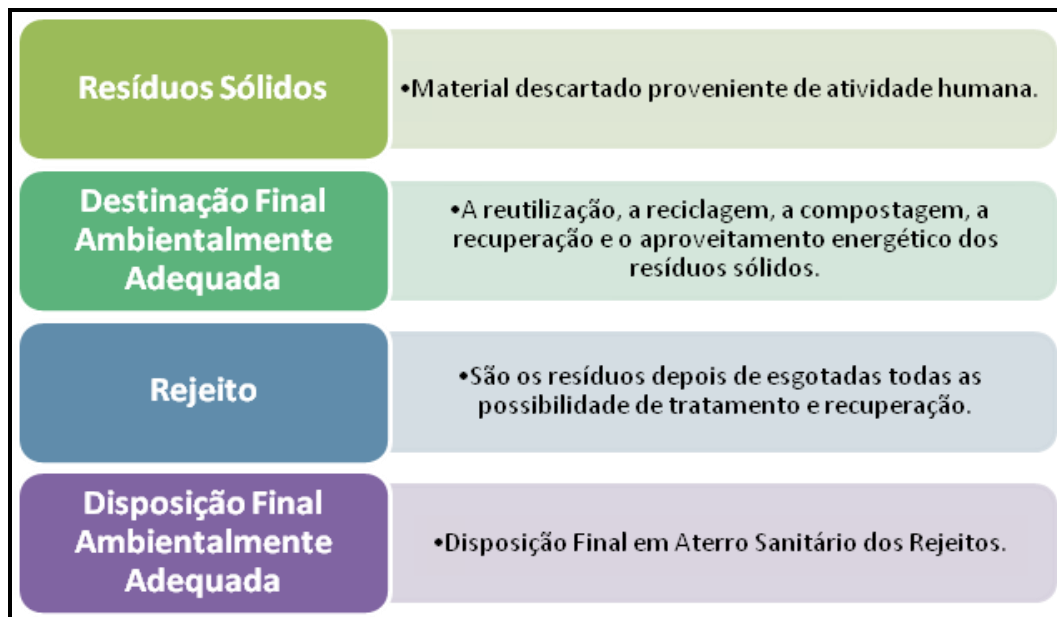 Resíduos Sólidos
•Material descartado proveniente de atividade humana.
Destinação Final
Ambientalmente
Adequada
•A reutilização, a reciclagem, a compostagem, a
recuperação e o aproveitamento energético dos
resíduos sólidos.
Rejeito
•São os resíduos depois de esgotadas todas as
possibilidade de tratamento e recuperação.
Disposição Final
Ambientalmente
Adequada
•Disposição Final em Aterro Sanitário dos Rejeitos.